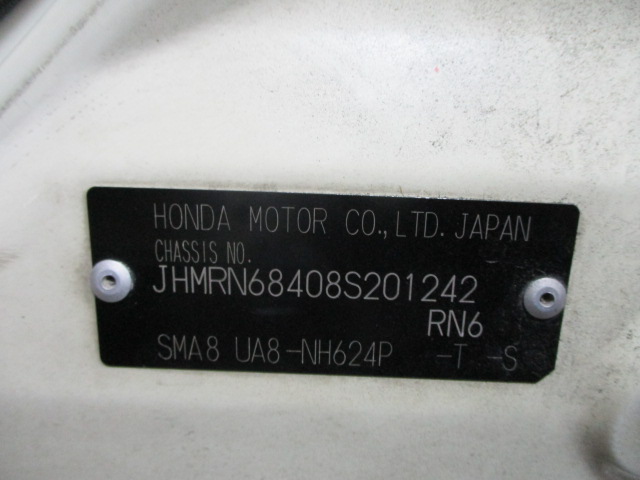 HONDA MOTOR CO.,LTD. JAPAN
CHASSIS NO.
JHMRN68408S201242
RN6
SMA8 UA8-NH624P -T -S